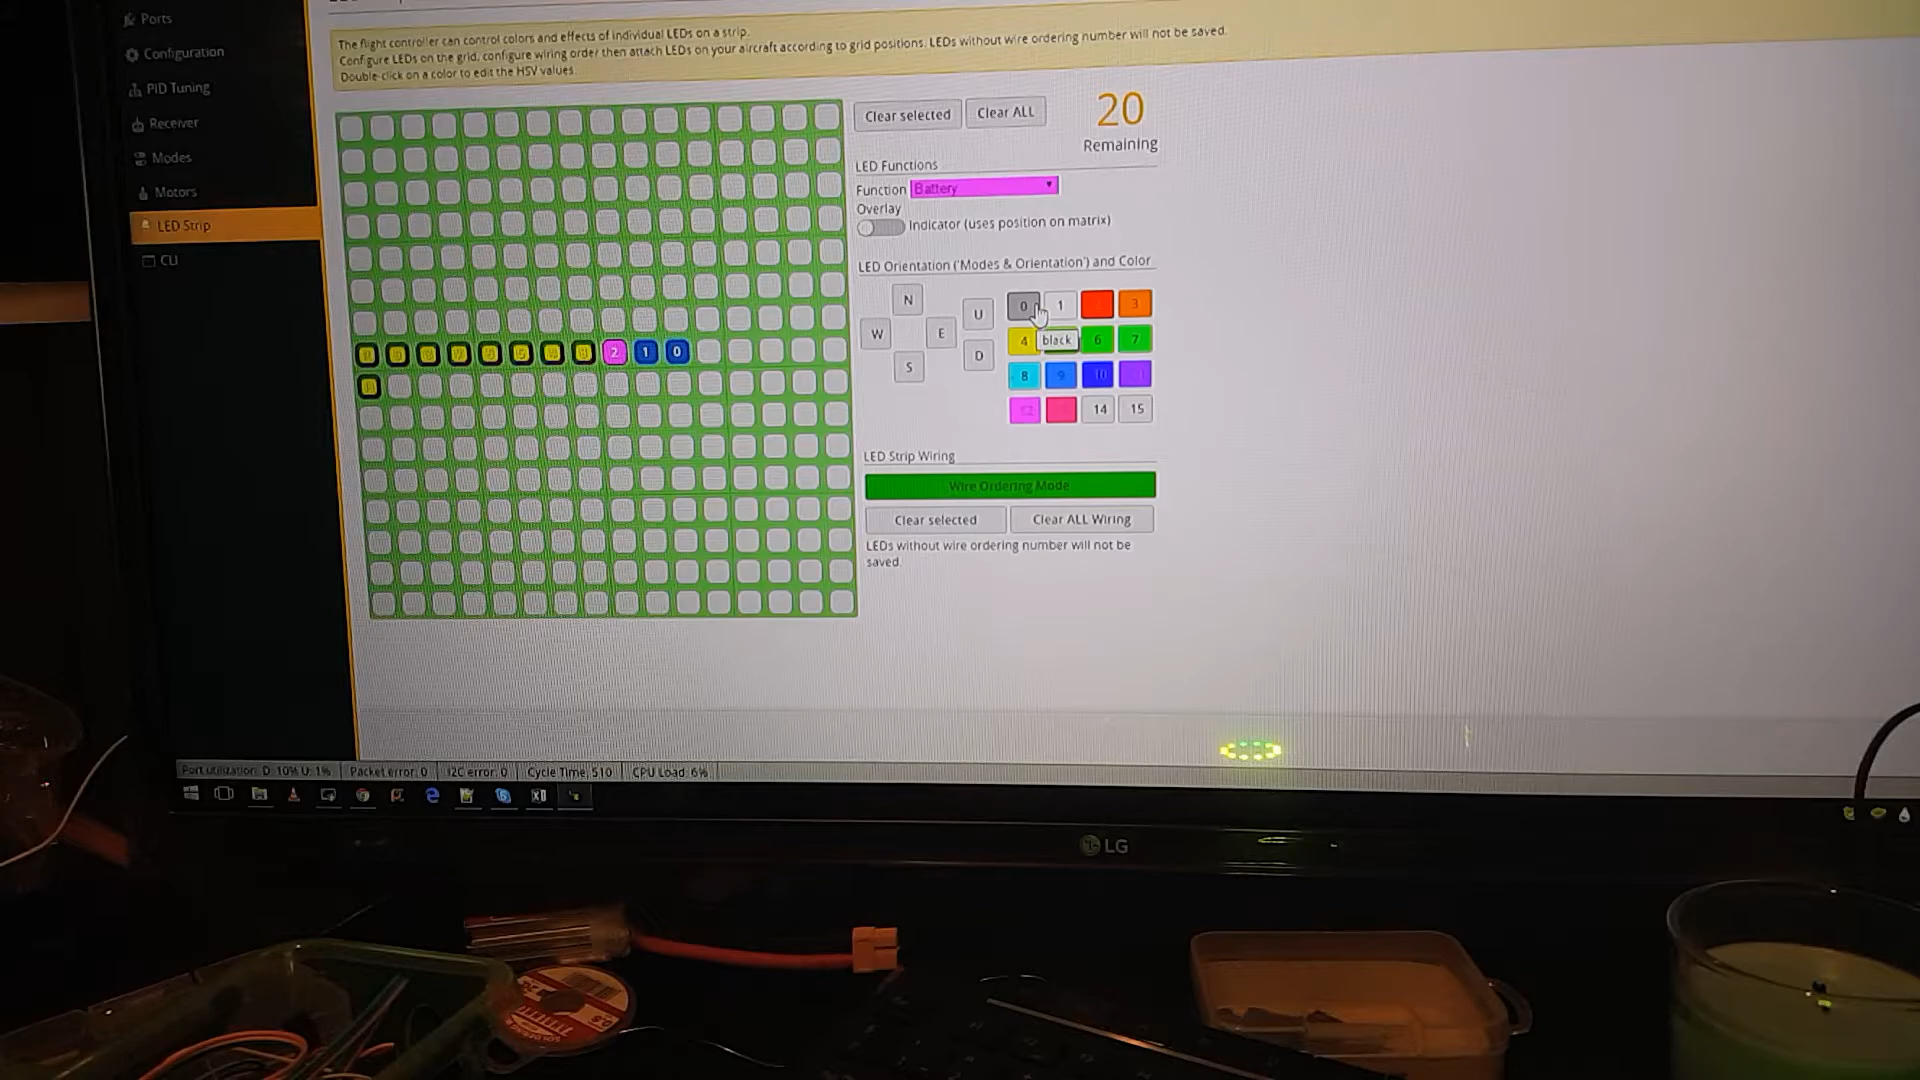 Ports
Configuration
PID Tuning
Receiver
Modes
Motors
LED Strip
CLI
The flight controller can control colors and effects of individual LEDs on a strip.
Configure LEDs on the grid, configure wiring order then attach LEDs on your aircraft according to grid positions. LEDs without wire ordering number will not be saved.
Double-click on a color to edit the HSV values.
2 1 0
Clear selected
Clear ALL
20
Remaining
LED Functions
Function Battery
Overlay
Indicator (uses position on matrix)
LED Orientation ('Modes & Orientation') and Color
N
W E
S
U
D
0 1 3
4 black 6 7
8 9 10
12 14 15
LED Strip Wiring
Wire Ordering Mode
Clear selected
Clear ALL Wiring
LEDs without wire ordering number will not be
saved.
Port utilization: D: 10% U: 1%
Packet error: 0
I2C error: 0
Cycle Time: 510
CPU Load: 6%
LG